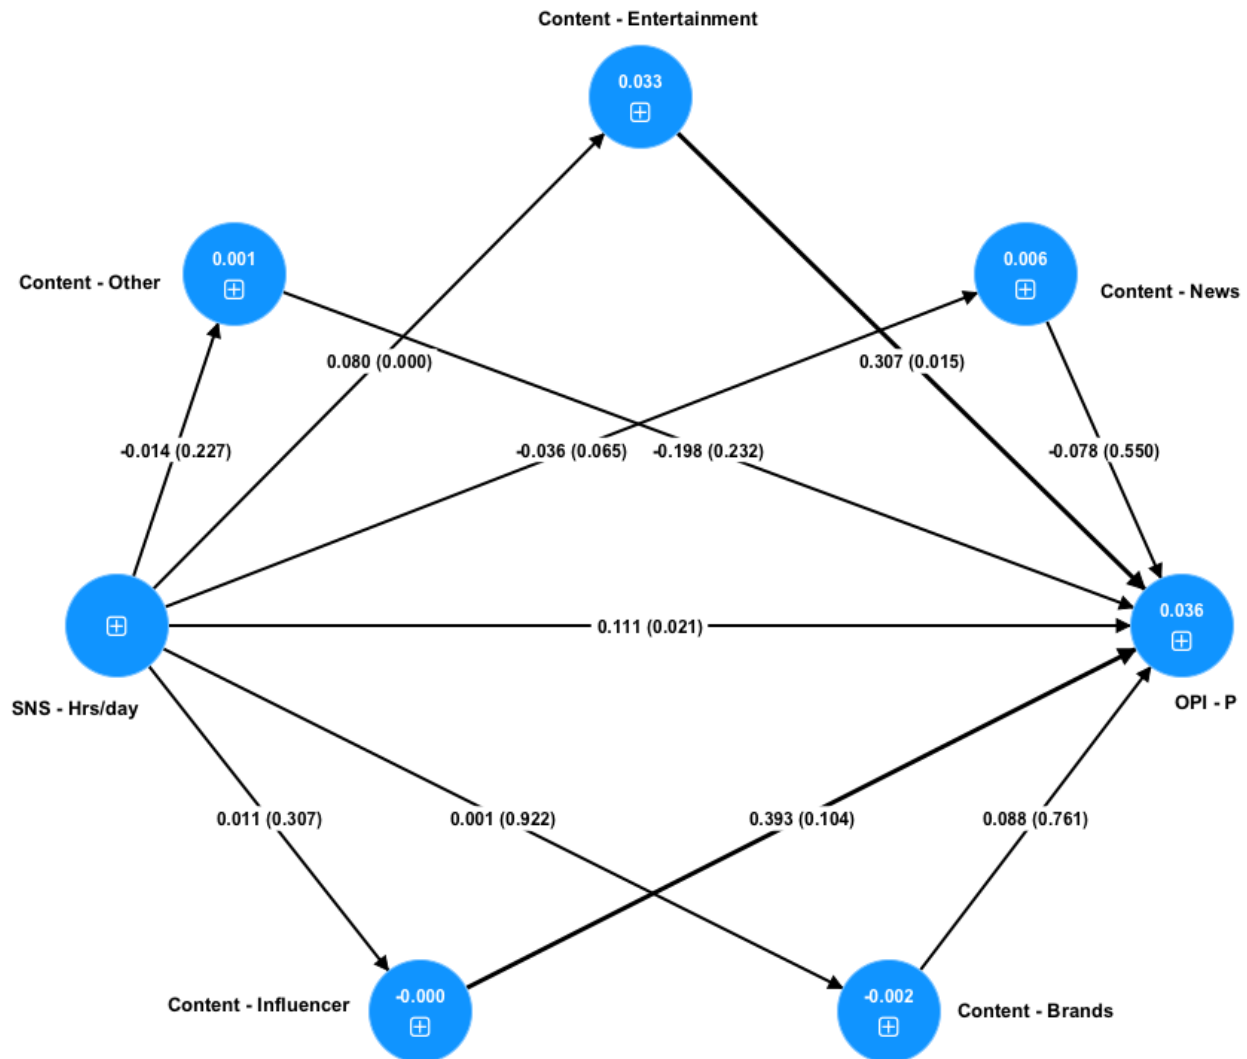 Content - Entertainment
0.033
0.001
Content - Other
0.006
Content - News
0.080 (0.000)
0.307 (0.015)
-0.014 (0.227)
-0.036 (0.065)
-0.198 (0.232)
-0.078 (0.550)
0.036
0.111 (0.021)
SNS - Hrs/day
OPI - P
0.011 (0.307)
0.001 (0.922)
0.393 (0.104)
0.088 (0.761)
-0.000
Content - Influencer
-0.002
Content - Brands